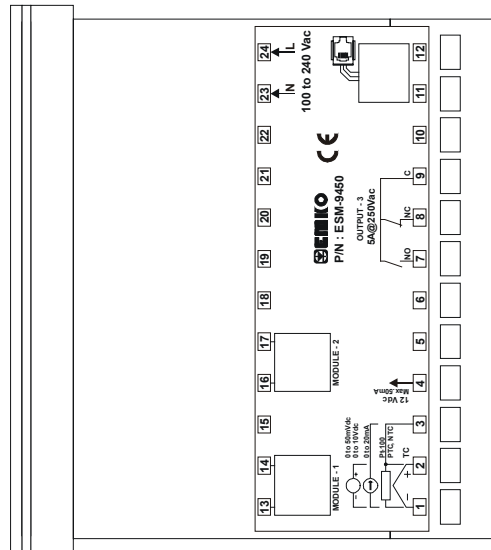 24
23
22
21
20
19
18
17
16
15
14
13
L
N
100 to 240 Vac
CE
EMKO
P/N : ESM-9450
OUTPUT - 3
5A@250Vac
C
NC
NO
MODULE - 2
MODULE - 1
12 Vdc
Max.50mA
0 to 50mVdc
0 to 10Vdc
0 to 20mA
Pt-100
PTC, NTC
TC
− +
− +
12
11
10
9
8
7
6
5
4
3
2
1